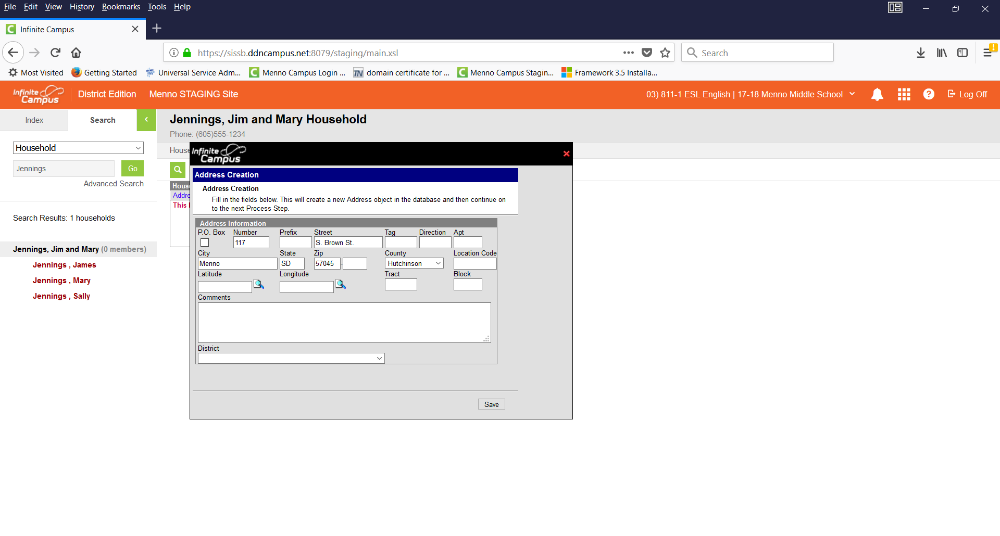 File Edit View History Bookmarks Tools Help
Infinite Campus
https://sissb.ddncampus.net:8079/staging/main.xsl
Search
Most Visited Getting Started Universal Service Adm... Menno Campus Login ... TN domain certificate for ... Menno Campus Stagin... Framework 3.5 Installa...
Infinite Campus District Edition Menno STAGING Site 03) 811-1 ESL English | 17-18 Menno Middle School Log Off
Index Search
Jennings, Jim and Mary Household
Phone: (605)555-1234
Household
Jennings Go
Advanced Search
Search Results: 1 households
Jennings, Jim and Mary (0 members)
Jennings , James
Jennings , Mary
Jennings , Sally
House
House
Addre
This
Infinite Campus
Address Creation
Address Creation
Fill in the fields below. This will create a new Address object in the database and then continue on
to the next Process Step.
Address Information
P.O. Box Number Prefix Street Tag Direction Apt
117 S. Brown St.
City State Zip County Location Code
Menno SD 57045 - Hutchinson
Latitude Longitude Tract Block
Comments
District
Save